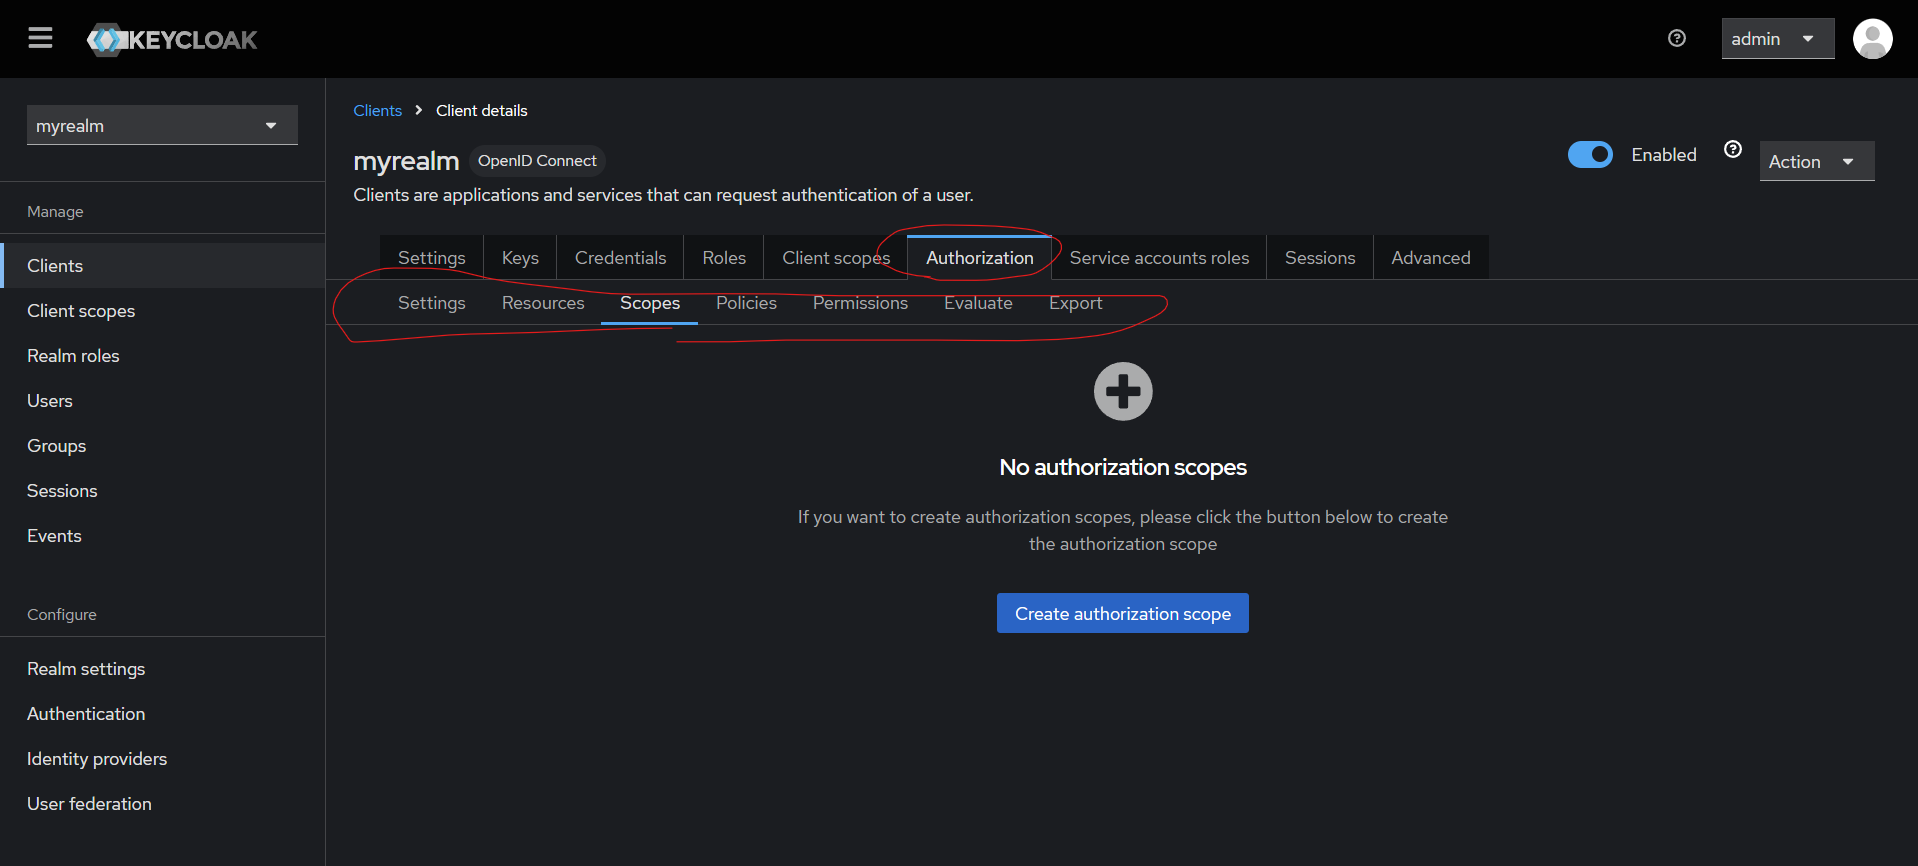 KEYCLOAK
admin
myrealm
Manage
Clients
Client scopes
Realm roles
Users
Groups
Sessions
Events
Configure
Realm settings
Authentication
Identity providers
User federation
Clients Client details
myrealm OpenID Connect
Enabled
Action
Clients are applications and services that can request authentication of a user.
Settings Keys Credentials Roles Client scopes Authorization Service accounts roles Sessions Advanced
Settings Resources Scopes Policies Permissions Evaluate Export
No authorization scopes
If you want to create authorization scopes, please click the button below to create
the authorization scope
Create authorization scope